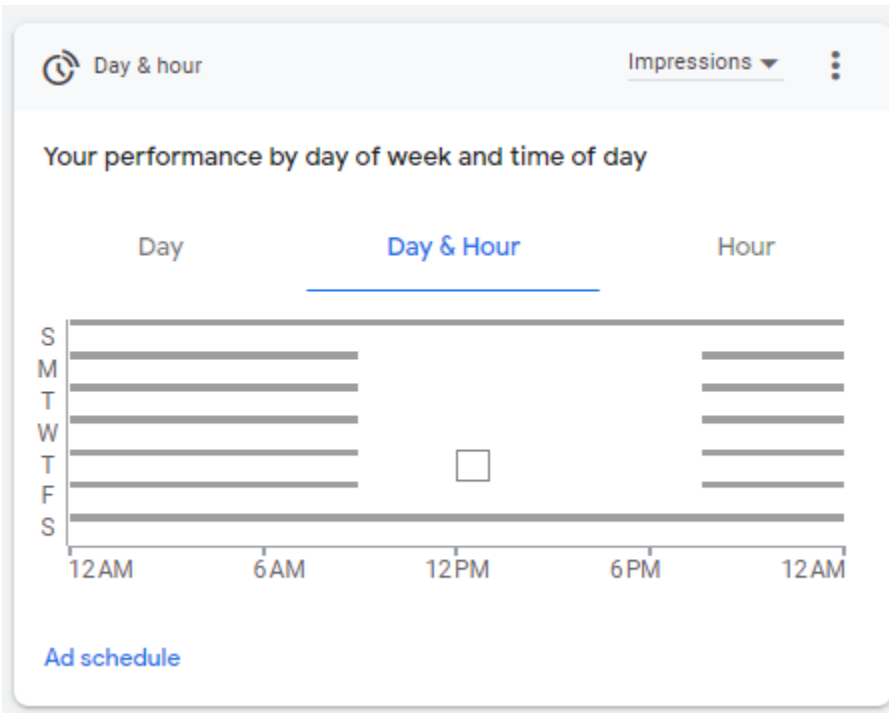 Day & hour
Impressions
Your performance by day of week and time of day
Day
Day & Hour
Hour
S
M
T
W
T
F
S
12 AM 6 AM 12 PM 6 PM 12 AM
Ad schedule